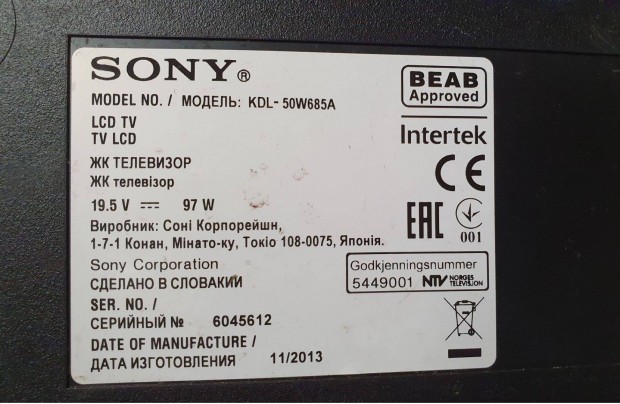 SONY®
MODEL NO. / МОДЕЛЬ: KDL- 50W685A
LCD TV
TV LCD
ЖК ТЕЛЕВИЗОР
ЖК телевізор
19.5 V ⎓ 97 W
Виробник: Соні Корпорейшн,
1-7-1 Конан, Мінато-ку, Токіо 108-0075, Японія.
Sony Corporation
СДЕЛАНО В СЛОВАКИИ
SER. NO. /
СЕРИЙНЫЙ № 6045612
DATE OF MANUFACTURE /
ДАТА ИЗГОТОВЛЕНИЯ 11/2013
BEAB
Approved
Intertek
CE
EAC
001
Godkjenningsnummer
5449001 NTV NORGES
TELEVISJON